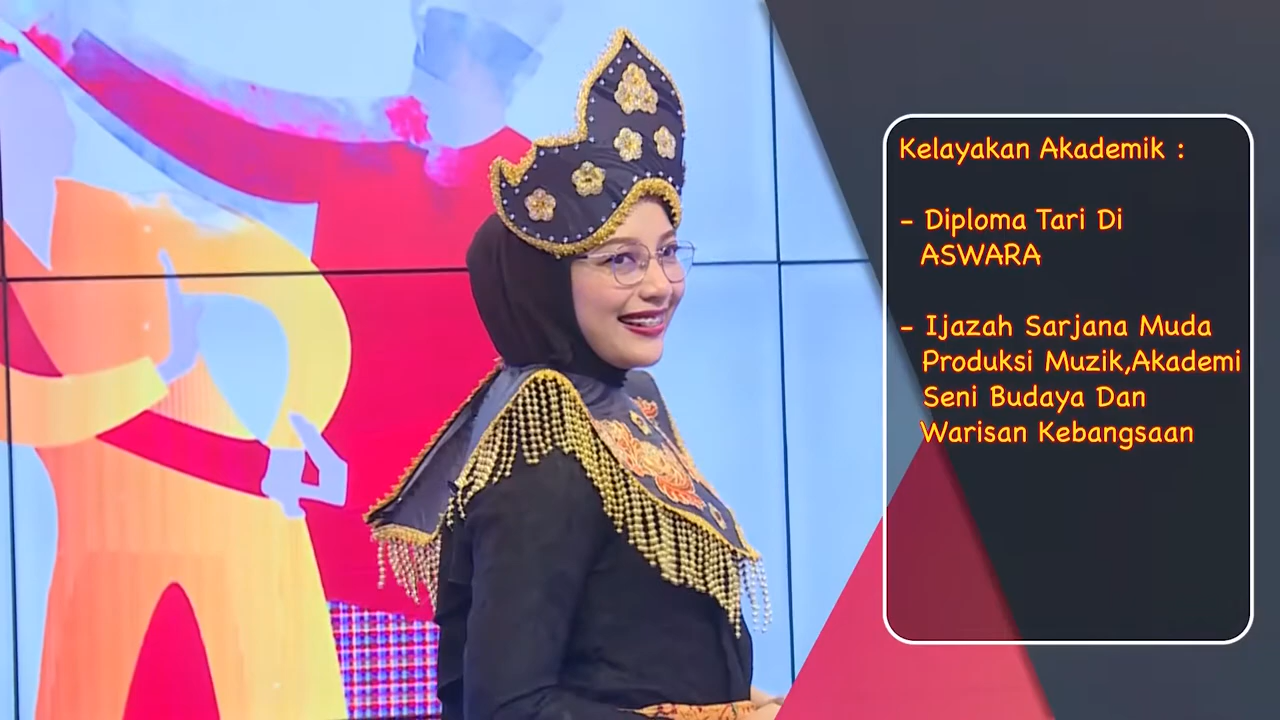 Kelayakan Akademik :
- Diploma Tari Di
ASWARA
- Ijazah Sarjana Muda
Produksi Muzik,Akademi
Seni Budaya Dan
Warisan Kebangsaan